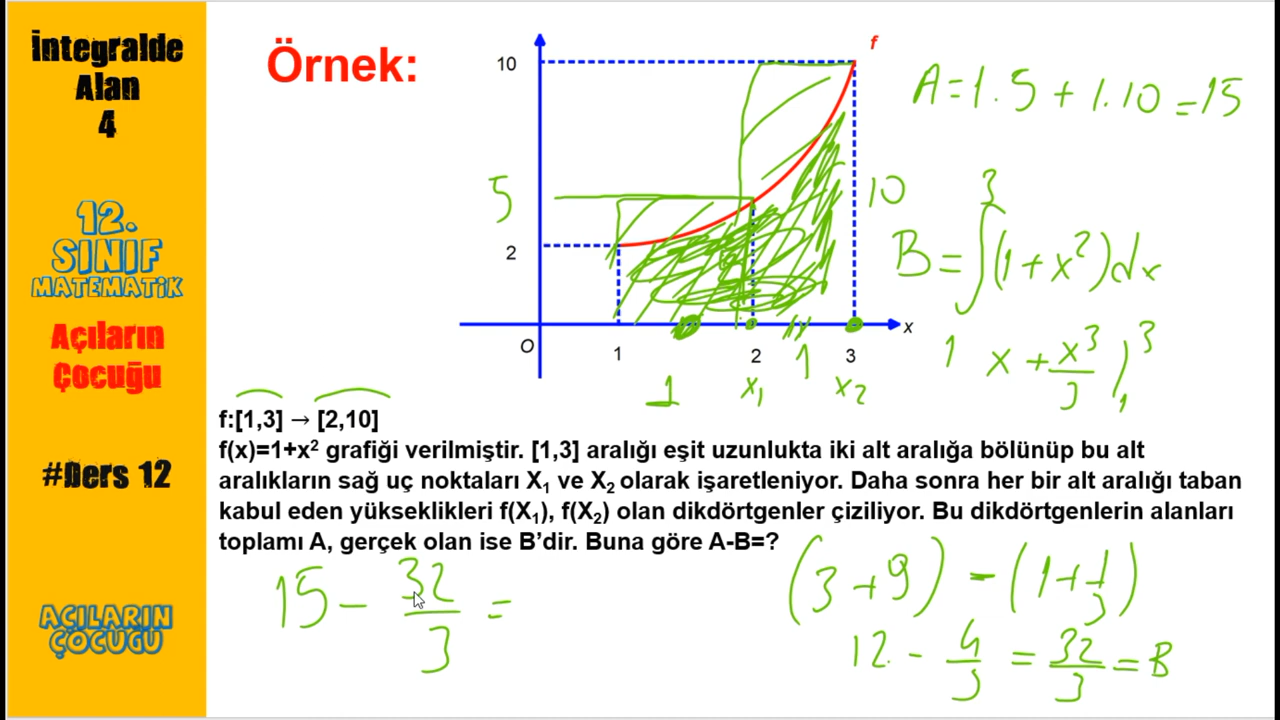 İntegralde
Alan
4
12.
SINIF
MATEMATİK
Açıların
Çocuğu
#Ders 12
AÇILARIN
ÇOCUĞU
Örnek:
f
10
5
2
10
O
1
2
3
x
1
x₁
1
x₂
A=1.5+1.10=15
B=∫₁³(1+x²)dx
x+x³/3 |₁³
f:[1,3] → [2,10]
f(x)=1+x² grafiği verilmiştir. [1,3] aralığı eşit uzunlukta iki alt aralığa bölünüp bu alt
aralıkların sağ uç noktaları X₁ ve X₂ olarak işaretleniyor. Daha sonra her bir alt aralığı taban
kabul eden yükseklikleri f(X₁), f(X₂) olan dikdörtgenler çiziliyor. Bu dikdörtgenlerin alanları
toplamı A, gerçek olan ise B’dir. Buna göre A-B=?
15-32/3=
(3+9)-(1+1/3)
12-4/3=32/3=B